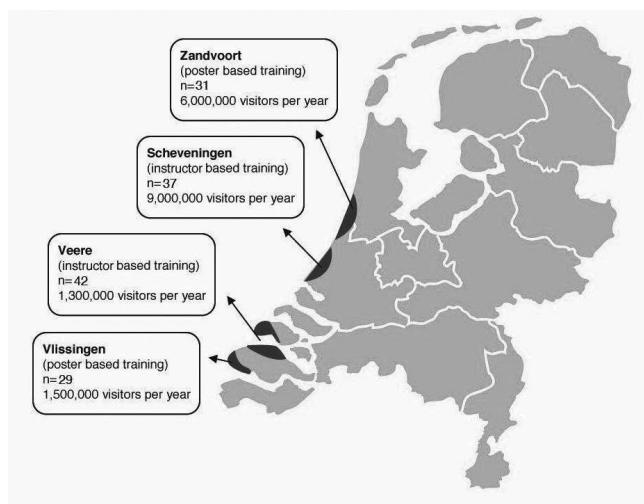 Zandvoort
(poster based training)
n=31
6,000,000 visitors per year
Scheveningen
(instructor based training)
n=37
9,000,000 visitors per year
Veere
(instructor based training)
n=42
1,300,000 visitors per year
Vlissingen
(poster based training)
n=29
1,500,000 visitors per year